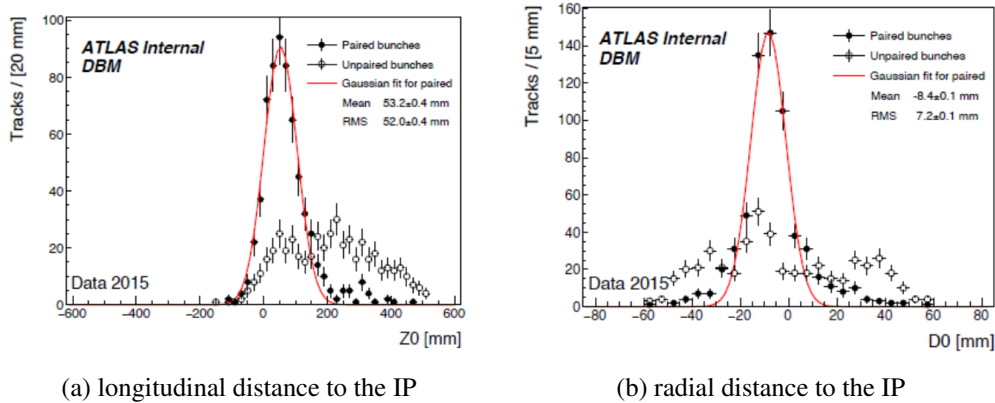 ATLAS Internal
DBM
Paired bunches
Unpaired bunches
Gaussian fit for paired
Mean 53.2±0.4 mm
RMS 52.0±0.4 mm
Data 2015
Tracks / [20 mm]
100
80
60
40
20
0
−600 −400 −200 0 200 400 600
Z0 [mm]
(a) longitudinal distance to the IP
ATLAS Internal
DBM
Paired bunches
Unpaired bunches
Gaussian fit for paired
Mean -8.4±0.1 mm
RMS 7.2±0.1 mm
Data 2015
Tracks / [5 mm]
160
140
120
100
80
60
40
20
0
−80 −60 −40 −20 0 20 40 60 80
D0 [mm]
(b) radial distance to the IP